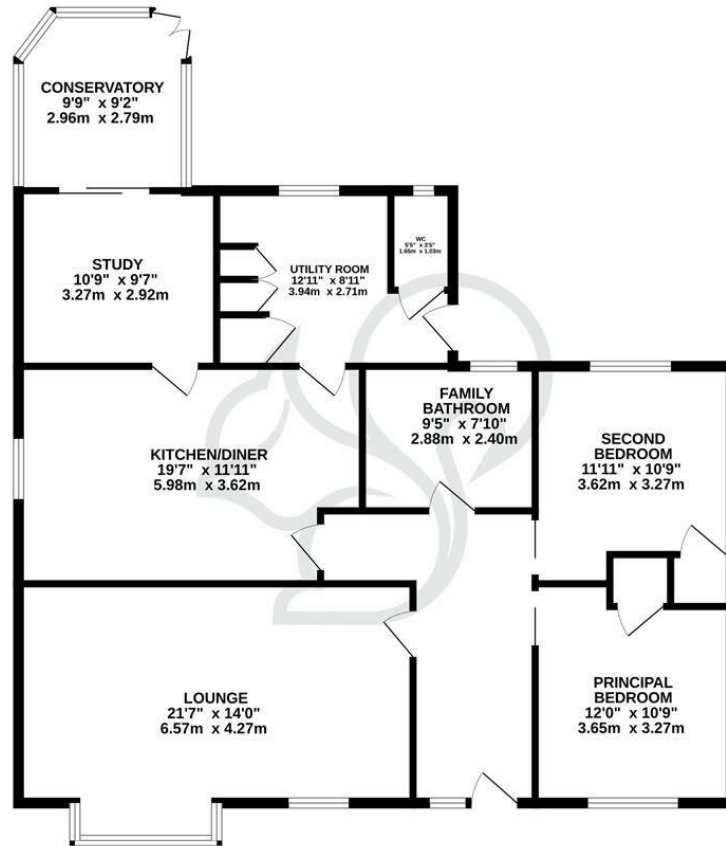 CONSERVATORY
9'9" x 9'2"
2.96m x 2.79m
STUDY
10'9" x 9'7"
3.27m x 2.92m
UTILITY ROOM
12'11" x 8'11"
3.94m x 2.71m
WC
5'5" x 3'5"
1.65m x 1.03m
KITCHEN/DINER
19'7" x 11'11"
5.98m x 3.62m
FAMILY
BATHROOM
9'5" x 7'10"
2.88m x 2.40m
SECOND
BEDROOM
11'11" x 10'9"
3.62m x 3.27m
LOUNGE
21'7" x 14'0"
6.57m x 4.27m
PRINCIPAL
BEDROOM
12'0" x 10'9"
3.65m x 3.27m